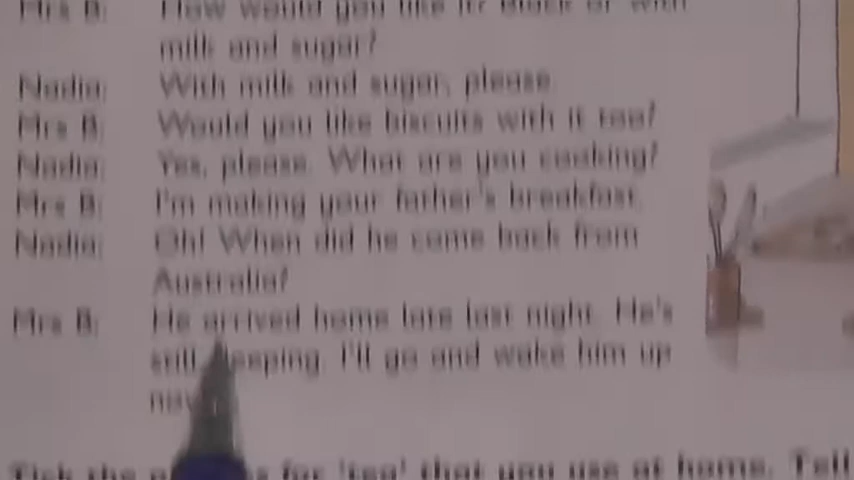 Mrs B: How would you like it? Black or with
milk and sugar?
Nadia: With milk and sugar, please.
Mrs B: Would you like biscuits with it too?
Nadia: Yes, please. What are you cooking?
Mrs B: I'm making your father's breakfast.
Nadia: Oh! When did he come back from
Australia?
Mrs B: He arrived home late last night. He's
still sleeping. I'll go and wake him up
Tick the for 'tea' that you use at home. Tell